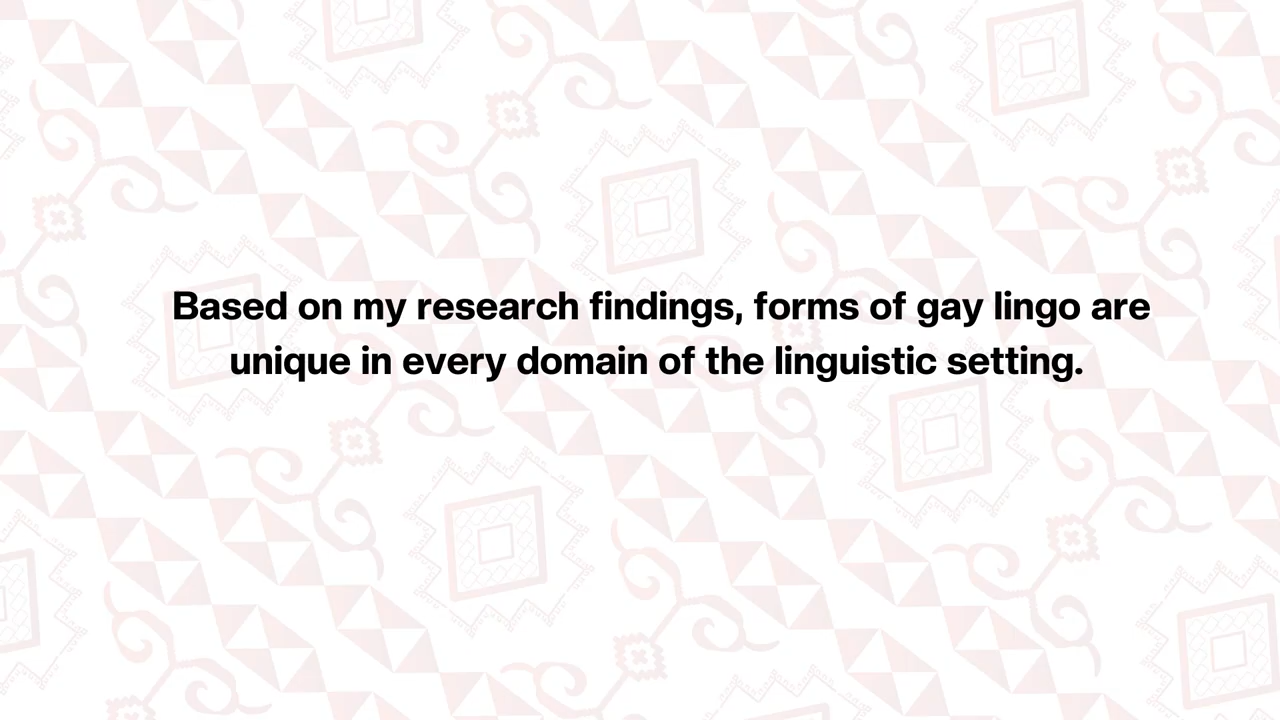 Based on my research findings, forms of gay lingo are
unique in every domain of the linguistic setting.